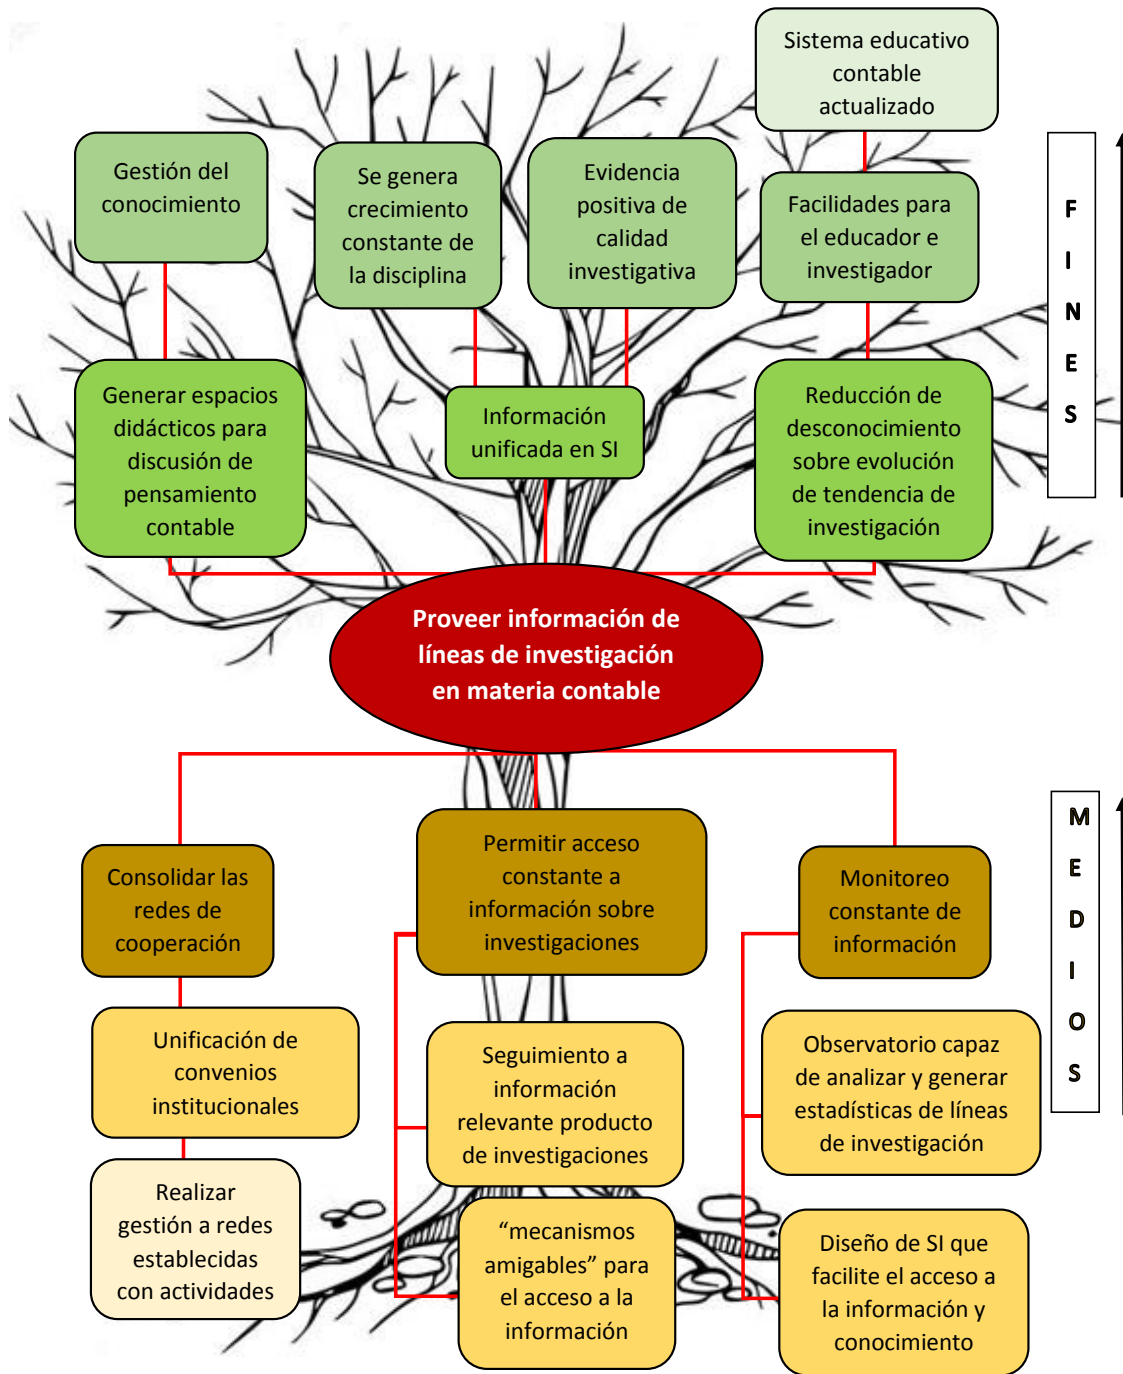 Sistema educativo
contable
actualizado
Gestión del
conocimiento
Se genera
crecimiento
constante de
la disciplina
Evidencia
positiva de
calidad
investigativa
Facilidades para
el educador e
investigador
F
I
N
E
S
Generar espacios
didácticos para
discusión de
pensamiento
contable
Información
unificada en SI
Reducción de
desconocimiento
sobre evolución
de tendencia de
investigación
Proveer información de
líneas de investigación
en materia contable
M
E
D
I
O
S
Consolidar las
redes de
cooperación
Permitir acceso
constante a
información sobre
investigaciones
Monitoreo
constante de
información
Unificación de
convenios
institucionales
Seguimiento a
información
relevante producto
de investigaciones
Observatorio capaz
de analizar y generar
estadísticas de líneas
de investigación
Realizar
gestión a redes
establecidas
con actividades
“mecanismos
amigables” para
el acceso a la
información
Diseño de SI que
facilite el acceso a
la información y
conocimiento